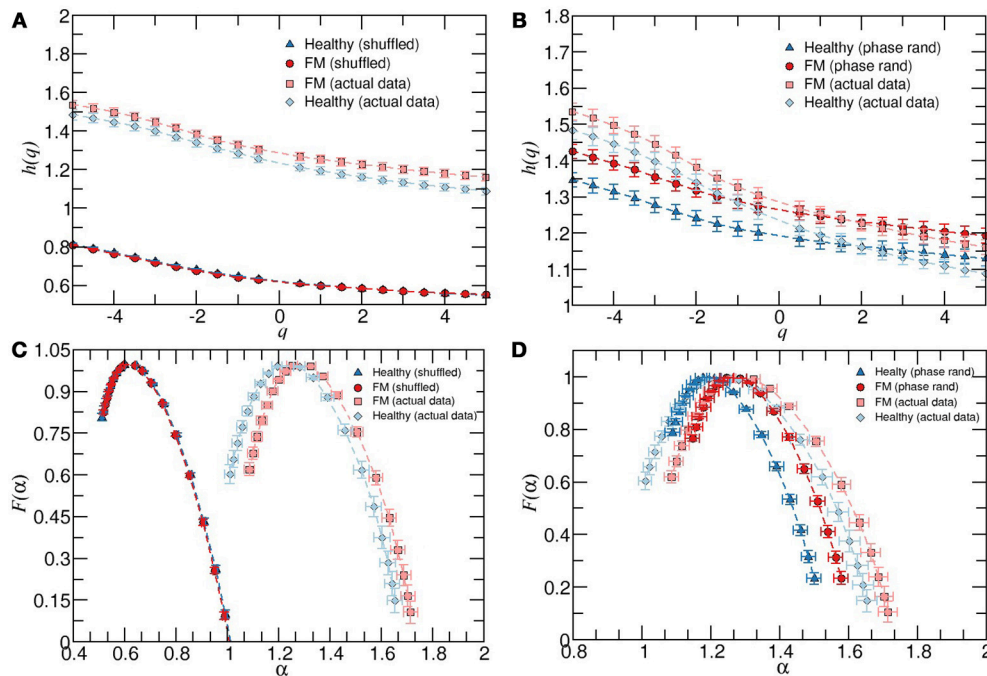 A
2
1.8
1.6
1.4
1.2
1
0.8
0.6
h(q)
-4
-2
0
2
4
q
Healthy (shuffled)
FM (shuffled)
FM (actual data)
Healthy (actual data)
B
1.8
1.7
1.6
1.5
1.4
1.3
1.2
1.1
1
h(q)
-4
-2
0
2
4
q
Healthy (phase rand)
FM (phase rand)
FM (actual data)
Healthy (actual data)
C
1.05
0.9
0.75
0.6
0.45
0.3
0.15
0
F(α)
0.4
0.6
0.8
1
1.2
1.4
1.6
1.8
2
α
Healthy (shuffled)
FM (shuffled)
FM (actual data)
Healthy (actual data)
D
1
0.8
0.6
0.4
0.2
0
F(α)
0.8
1
1.2
1.4
1.6
1.8
2
α
Healty (phase rand)
FM (phase rand)
FM (actual data)
Healthy (actual data)